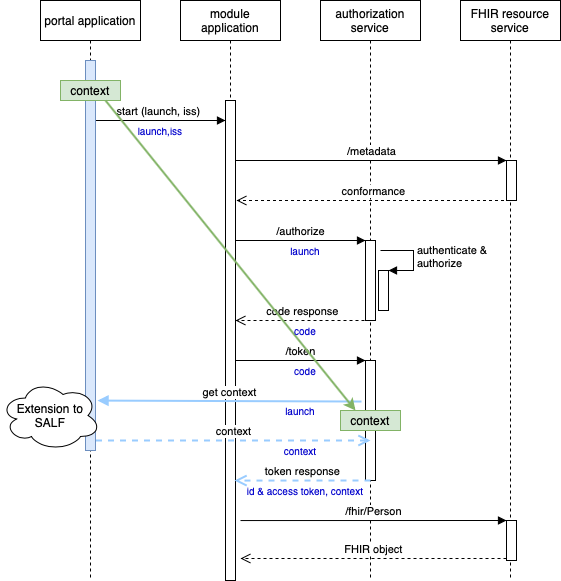 portal application
module
application
authorization
service
FHIR resource
service
context
start (launch, iss)
launch,iss
/metadata
conformance
/authorize
launch
authenticate &
authorize
code response
code
/token
code
get context
launch
Extension to
SALF
context
context
context
token response
id & access token, context
/fhir/Person
FHIR object